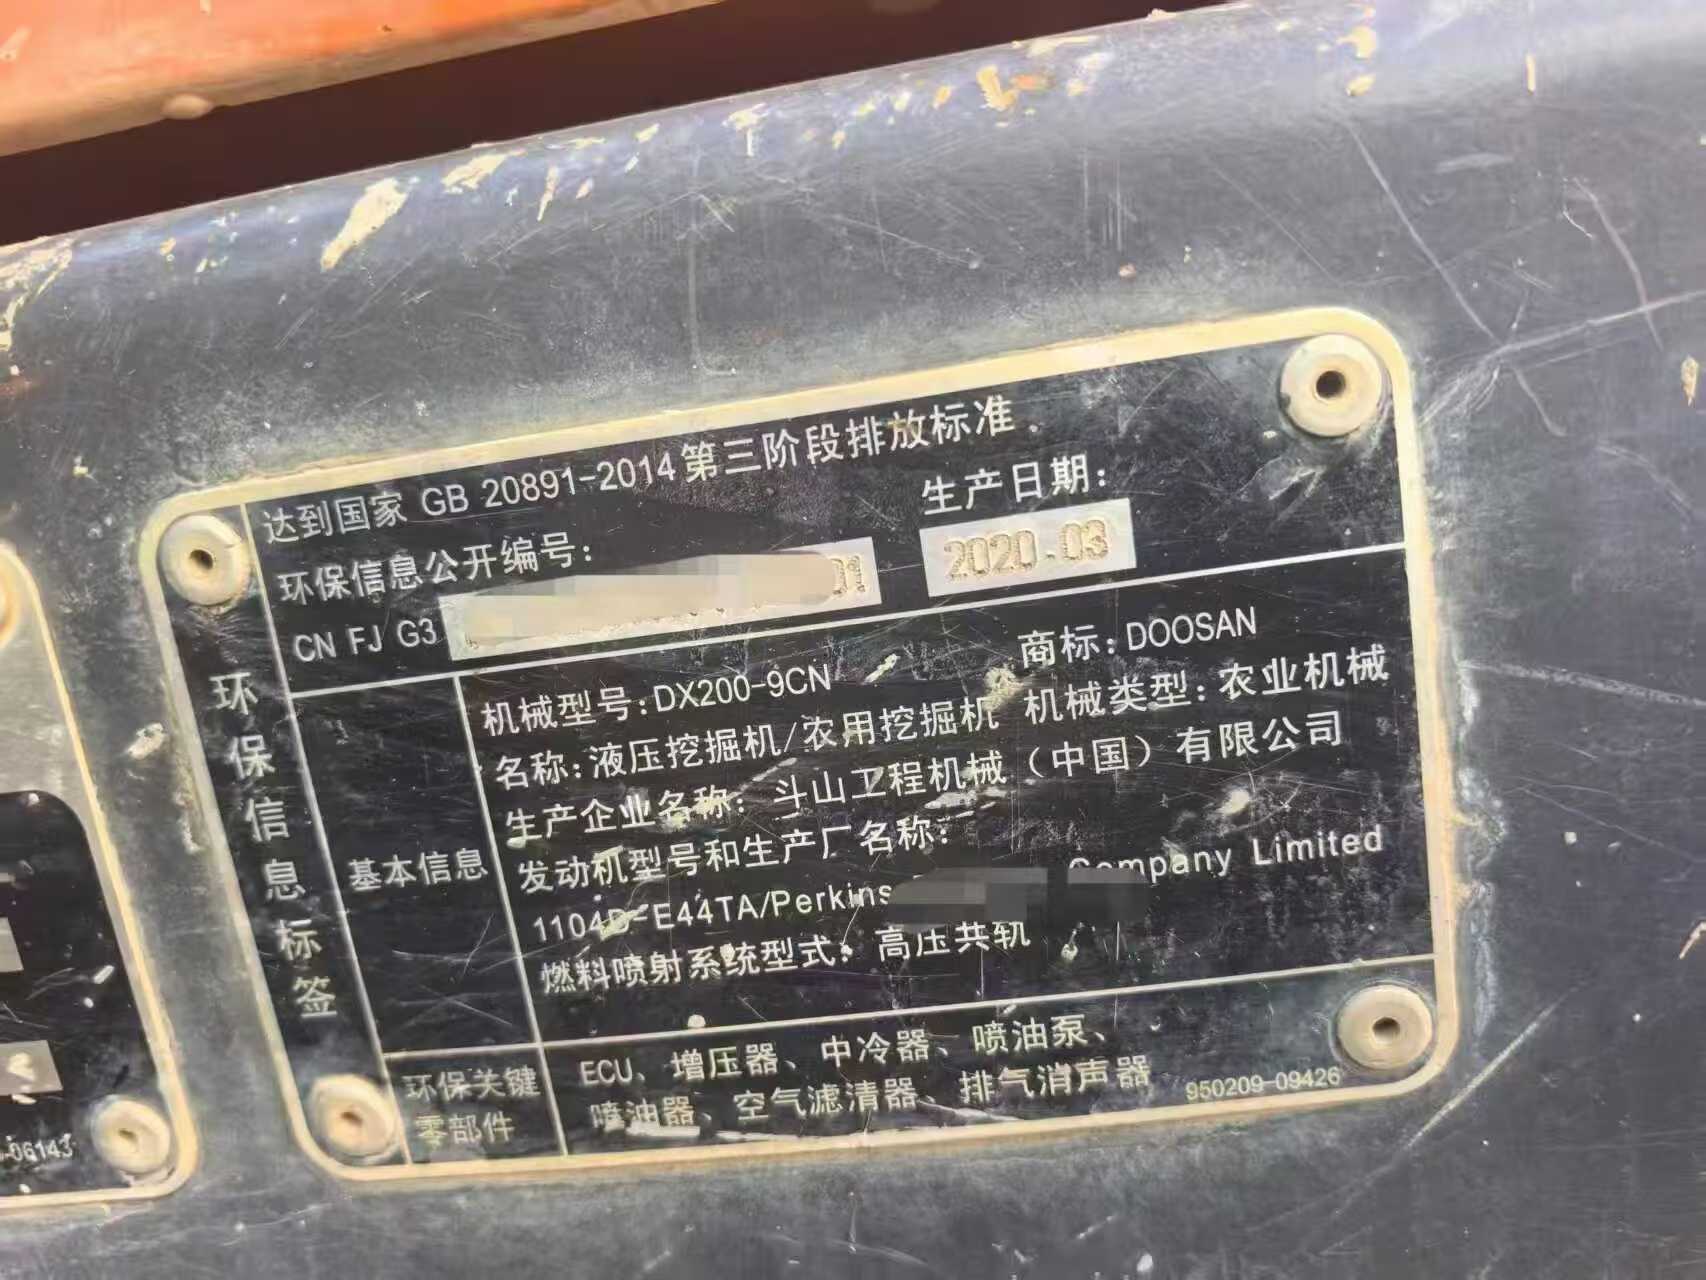 达到国家 GB 20891-2014第三阶段排放标准
环保信息公开编号:
生产日期:
CN FJ G3
01
2020.03
环保信息标签
基本信息
机械型号:DX200-9CN
商标:DOOSAN
名称:液压挖掘机/农用挖掘机 机械类型:农业机械
生产企业名称:斗山工程机械(中国)有限公司
发动机型号和生产厂名称:
1104D-E44TA/Perkins Company Limited
燃料喷射系统型式:高压共轨
环保关键
零部件
ECU、增压器、中冷器、喷油泵、
喷油器、空气滤清器、排气消声器
950209-09426
-06143